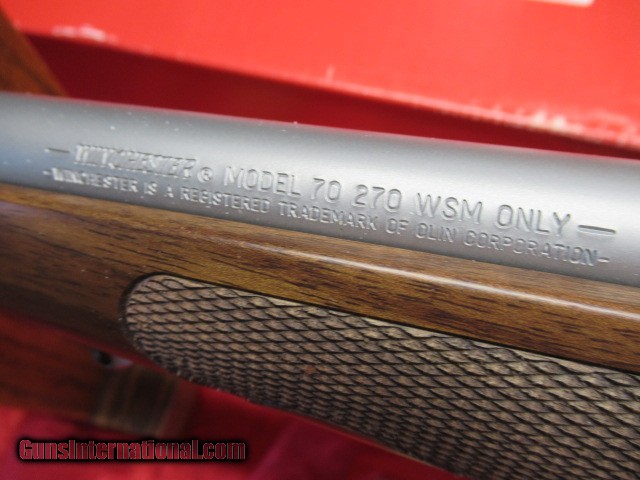 — WINCHESTER® MODEL 70 270 WSM ONLY —
-WINCHESTER IS A REGISTERED TRADEMARK OF OLIN CORPORATION-
GunsInternational.com